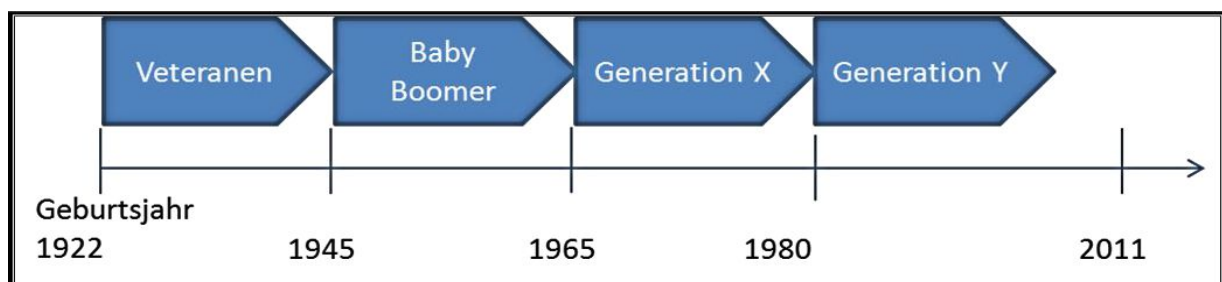 Veteranen
Baby
Boomer
Generation X
Generation Y
Geburtsjahr
1922
1945
1965
1980
2011